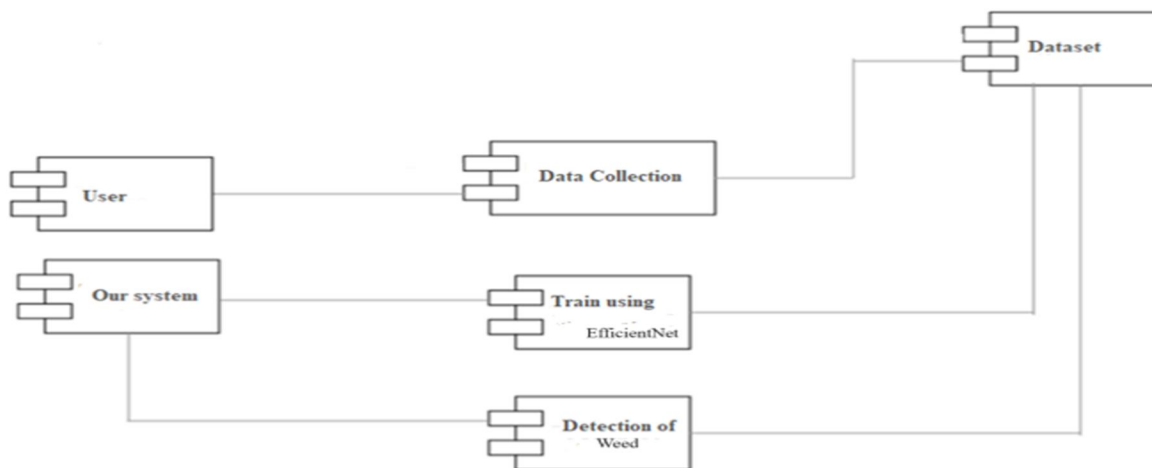 Dataset
Data Collection
User
Our system
Train using
EfficientNet
Detection of
Weed